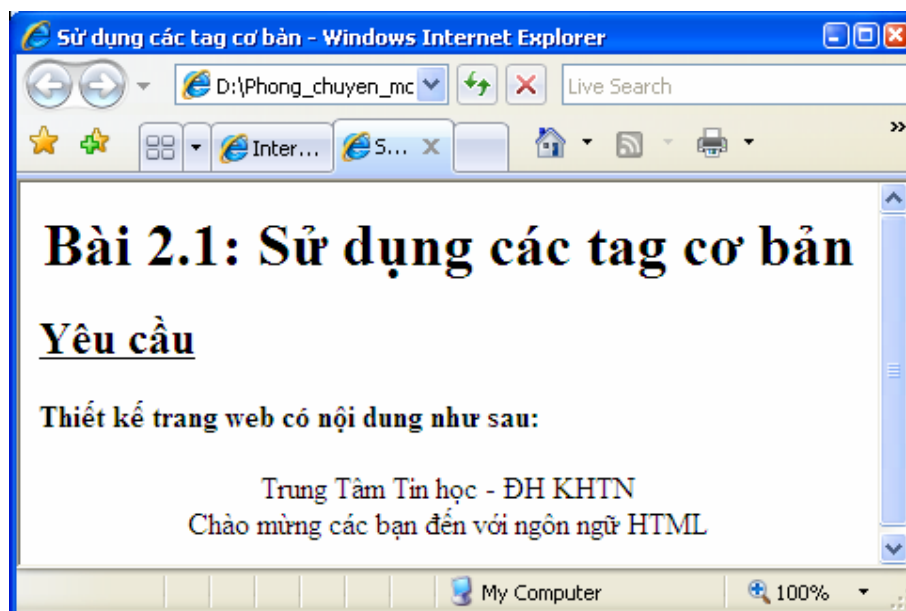 Sử dụng các tag cơ bản - Windows Internet Explorer
D:\Phong_chuyen_mc
Live Search
Inter... S...
Bài 2.1: Sử dụng các tag cơ bản
Yêu cầu
Thiết kế trang web có nội dung như sau:
Trung Tâm Tin học - ĐH KHTN
Chào mừng các bạn đến với ngôn ngữ HTML
My Computer 100%